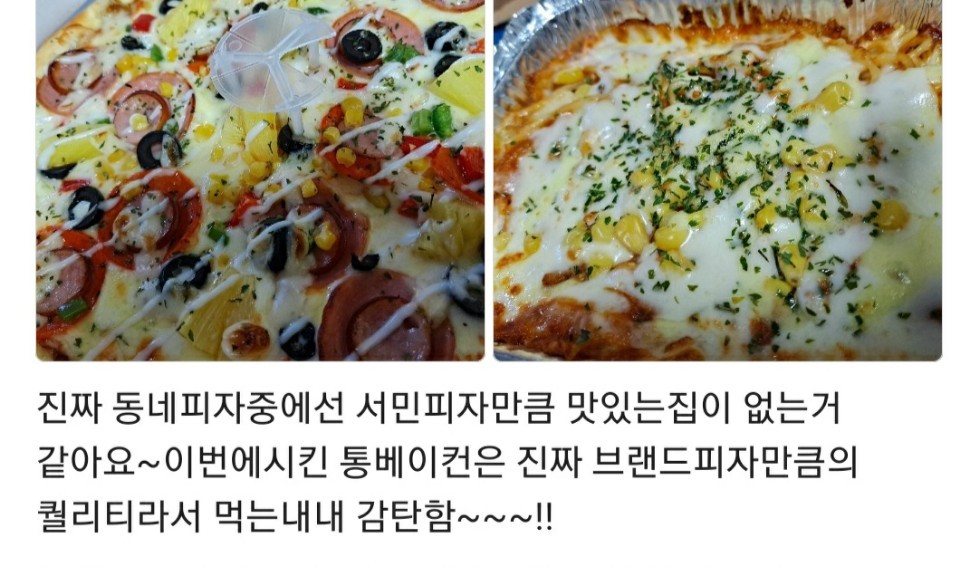 진짜 동네피자중에선 서민피자만큼 맛있는집이 없는거
같아요~이번에시킨 통베이컨은 진짜 브랜드피자만큼의
퀄리티라서 먹는내내 감탄함~~~!!